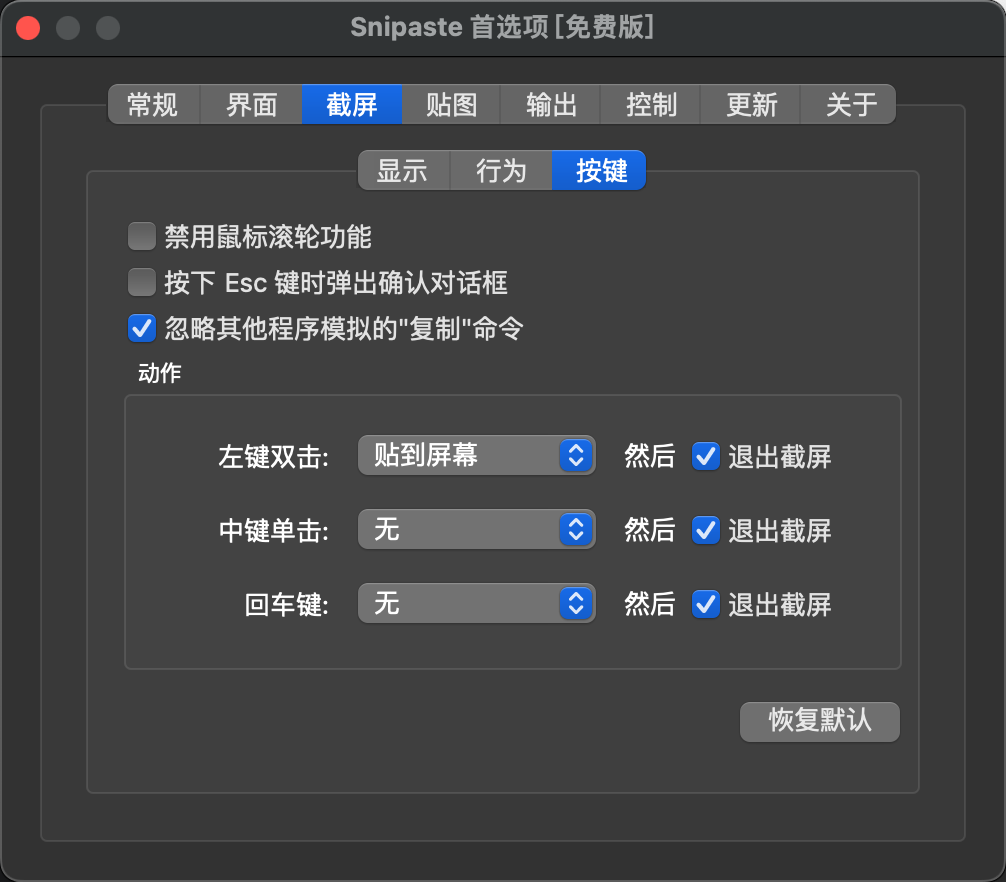 Snipaste 首选项 [免费版]
常规 界面 截屏 贴图 输出 控制 更新 关于
显示 行为 按键
禁用鼠标滚轮功能
按下 Esc 键时弹出确认对话框
忽略其他程序模拟的"复制"命令
动作
左键双击: 贴到屏幕 然后 退出截屏
中键单击: 无 然后 退出截屏
回车键: 无 然后 退出截屏
恢复默认